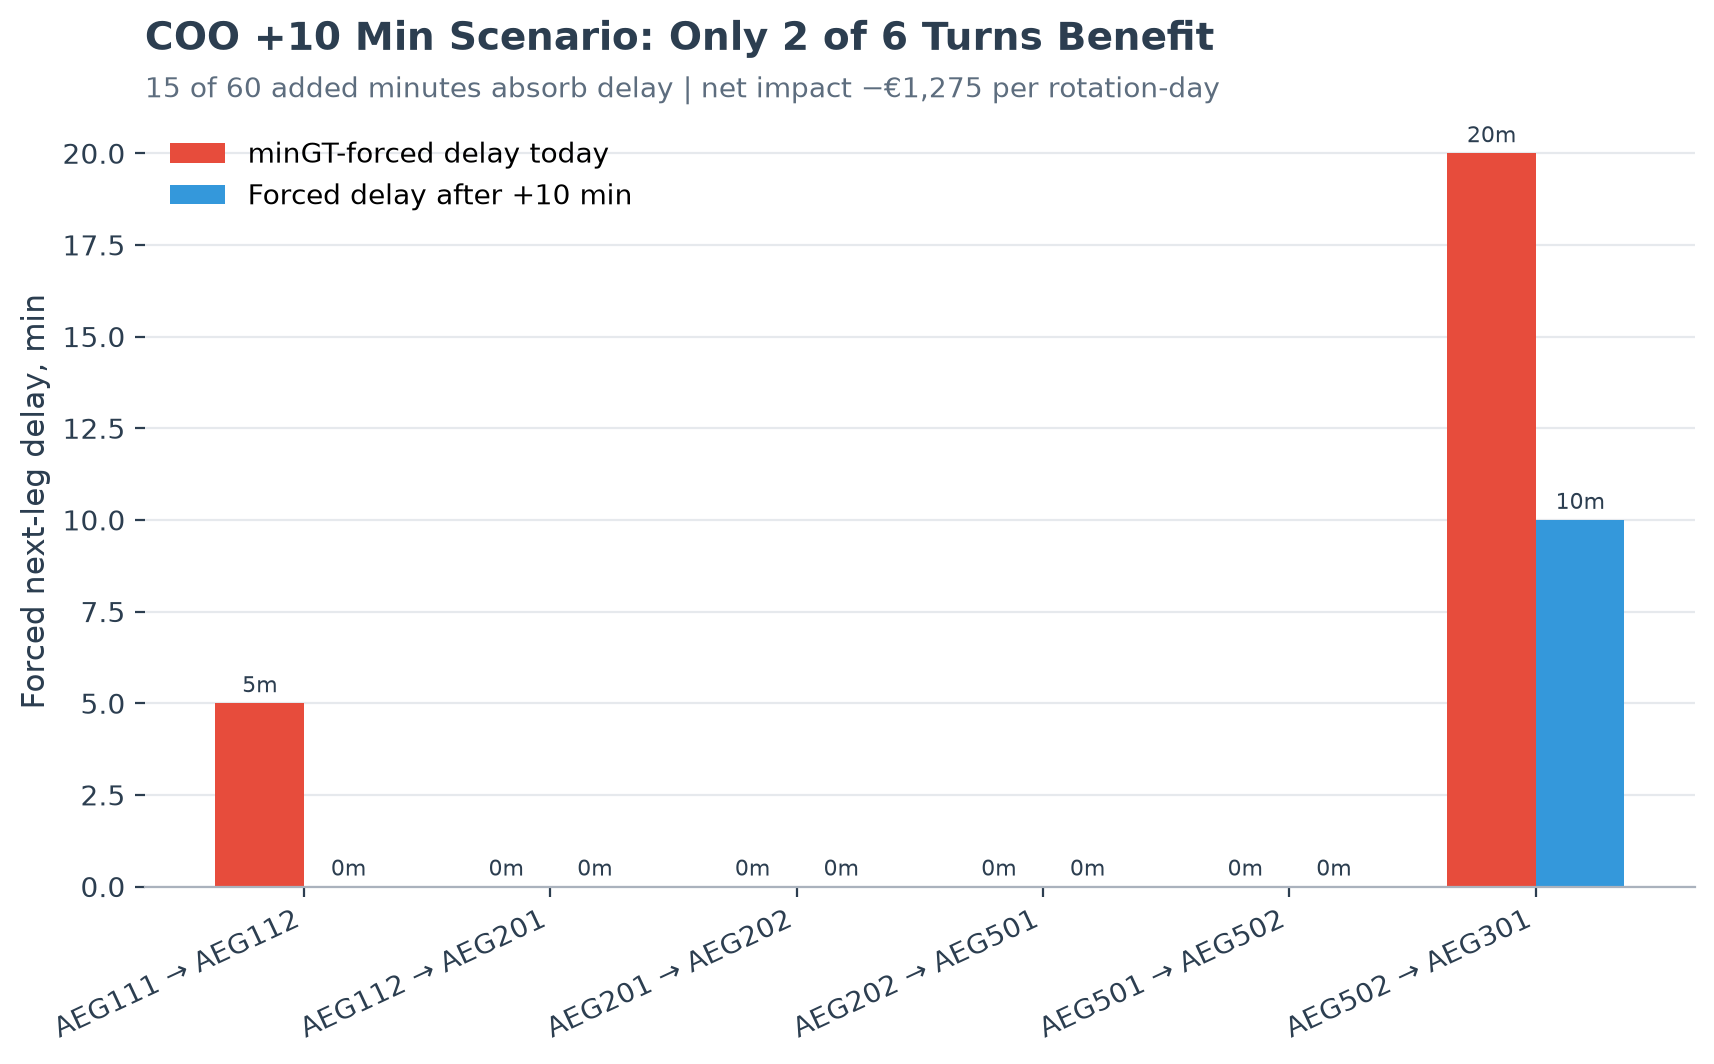 COO +10 Min Scenario: Only 2 of 6 Turns Benefit
15 of 60 added minutes absorb delay | net impact −€1,275 per rotation-day
minGT-forced delay today
Forced delay after +10 min
Forced next-leg delay, min
20.0
17.5
15.0
12.5
10.0
7.5
5.0
2.5
0.0
5m
0m
0m
0m
0m
0m
0m
0m
0m
0m
20m
10m
AEG111 → AEG112
AEG112 → AEG201
AEG201 → AEG202
AEG202 → AEG501
AEG501 → AEG502
AEG502 → AEG301